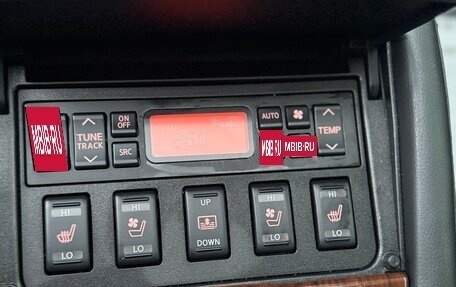 MBIB.RU
TUNE
TRACK
ON
OFF
SRC
AUTO
TEMP
MBIB.RU
MBIB.RU
HI
LO
HI
LO
UP
DOWN
HI
LO
HI
LO